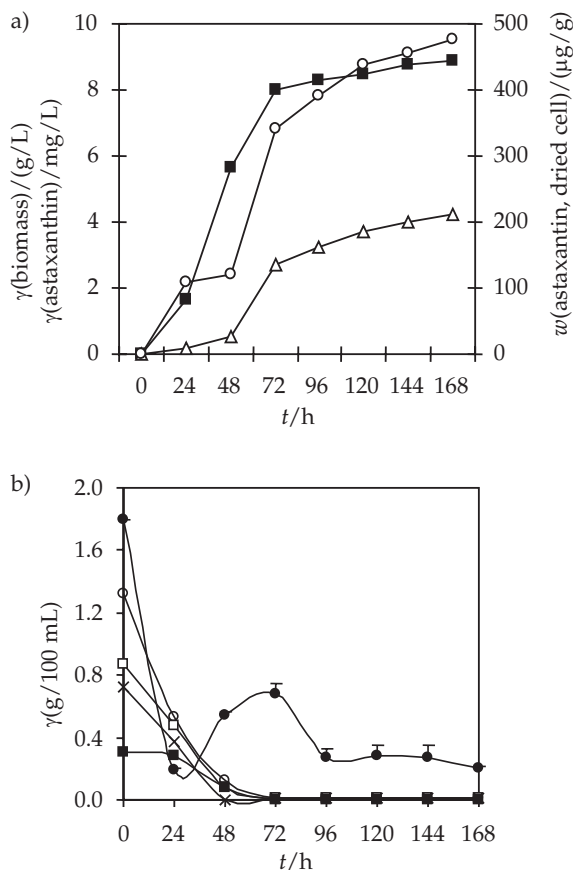 a)
γ(biomass)/(g/L)
γ(astaxanthin)/mg/L)
10
8
6
4
2
0
500
400
300
200
100
0
w(astaxantin, dried cell)/(μg/g)
0 24 48 72 96 120 144 168
t/h
b)
γ(g/100 mL)
2.0
1.6
1.2
0.8
0.4
0.0
0 24 48 72 96 120 144 168
t/h